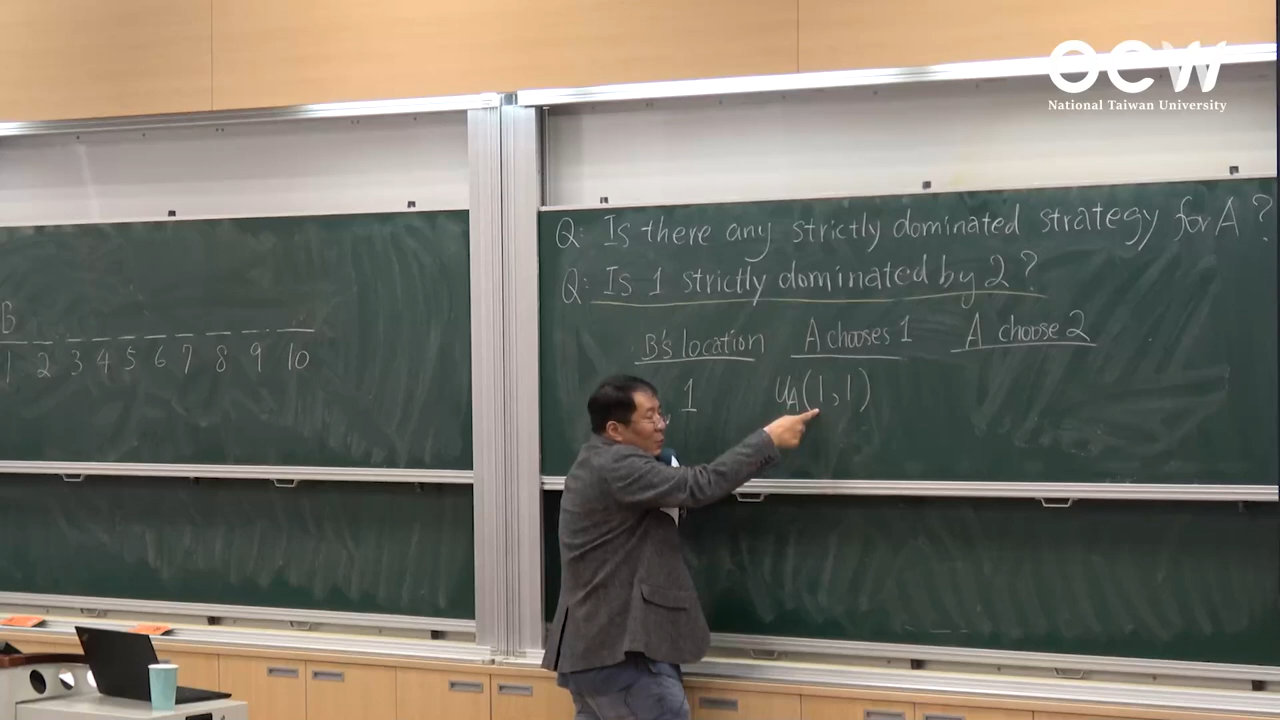 OCW
National Taiwan University
B
1 2 3 4 5 6 7 8 9 10
Q: Is there any strictly dominated strategy for A?
Q: Is 1 strictly dominated by 2?
B's location A chooses 1 A choose 2
1 u_A(1,1)